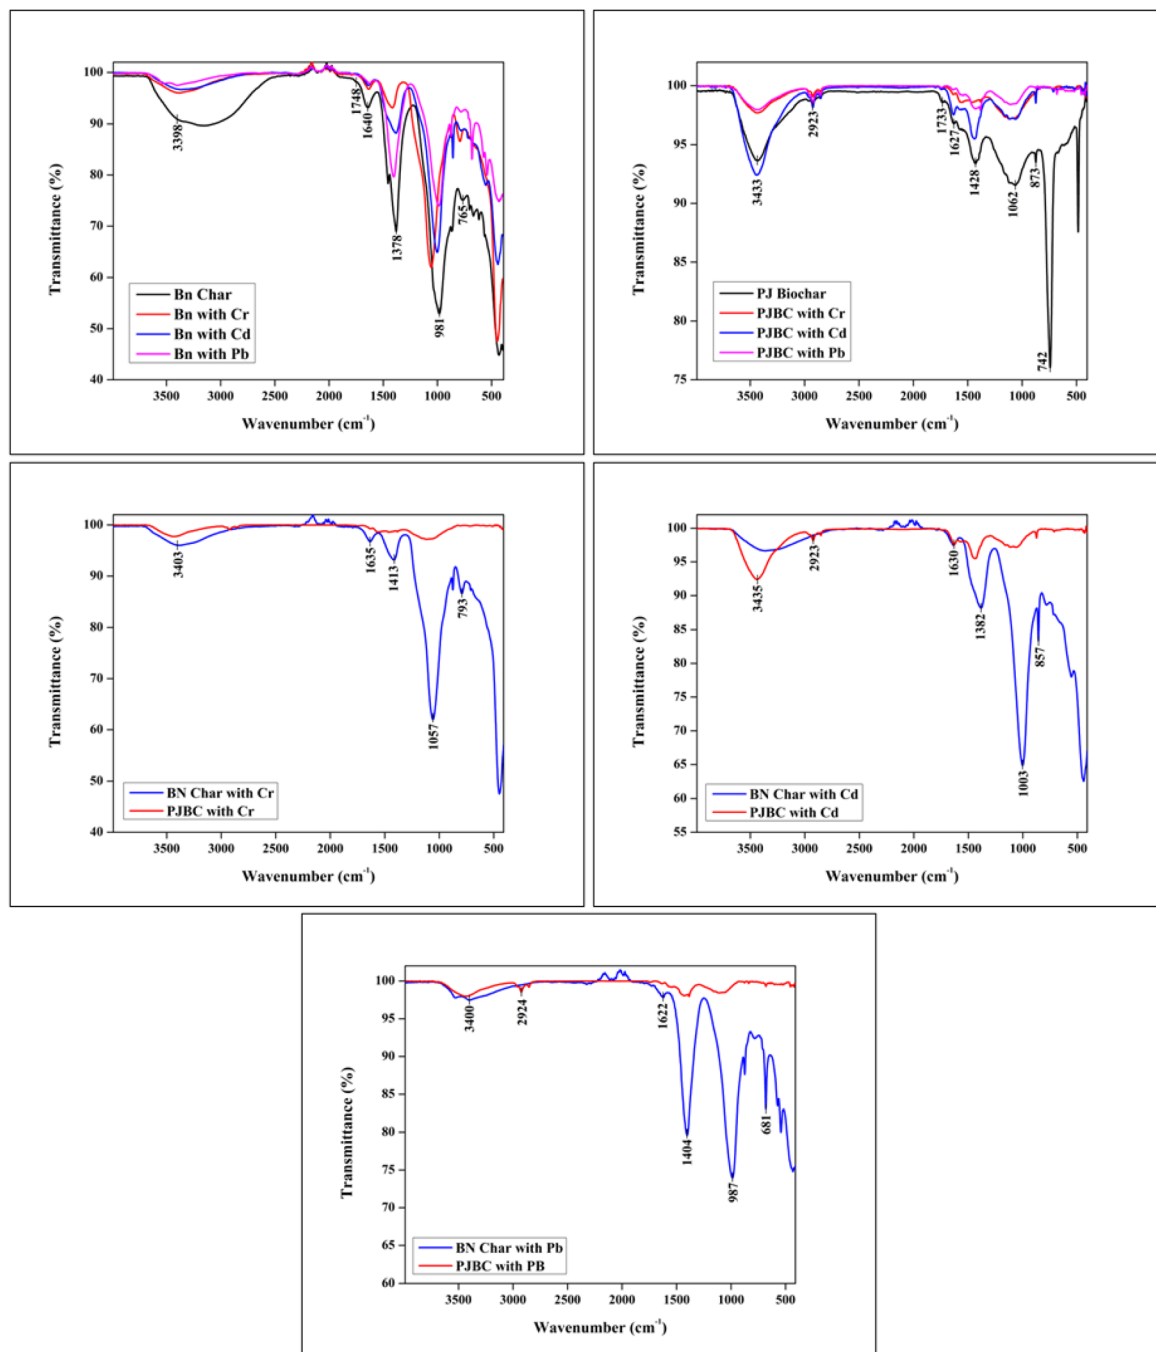 Transmittance (%)
100
90
80
70
60
50
40
3398
1748
1640
1378
981
765
Bn Char
Bn with Cr
Bn with Cd
Bn with Pb
3500 3000 2500 2000 1500 1000 500
Wavenumber (cm⁻¹)
Transmittance (%)
100
95
90
85
80
75
3433
2923
1733
1627
1428
1062
873
742
PJ Biochar
PJBC with Cr
PJBC with Cd
PJBC with Pb
3500 3000 2500 2000 1500 1000 500
Wavenumber (cm⁻¹)
Transmittance (%)
100
90
80
70
60
50
40
3403
1635
1413
1057
793
BN Char with Cr
PJBC with Cr
3500 3000 2500 2000 1500 1000 500
Wavenumber (cm⁻¹)
Transmittance (%)
100
95
90
85
80
75
70
65
60
55
3435
2923
1630
1382
1003
857
BN Char with Cd
PJBC with Cd
3500 3000 2500 2000 1500 1000 500
Wavenumber (cm⁻¹)
Transmittance (%)
100
95
90
85
80
75
70
65
60
3400
2924
1622
1404
987
681
BN Char with Pb
PJBC with PB
3500 3000 2500 2000 1500 1000 500
Wavenumber (cm⁻¹)